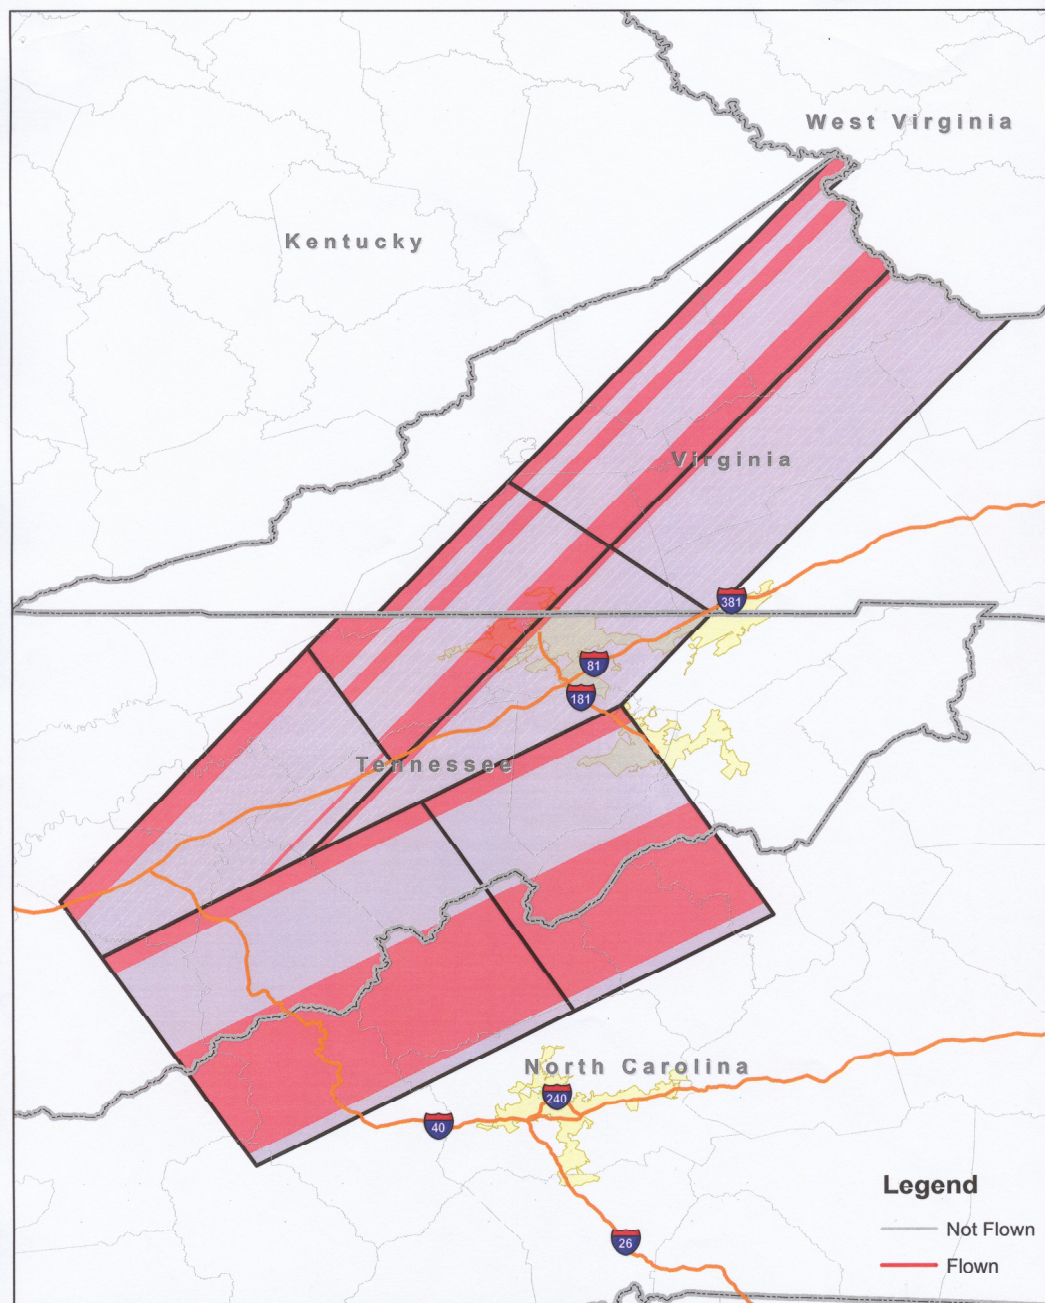 West Virginia
Kentucky
Virginia
381
81
181
Tennessee
North Carolina
240
40
Legend
Not Flown
26
Flown